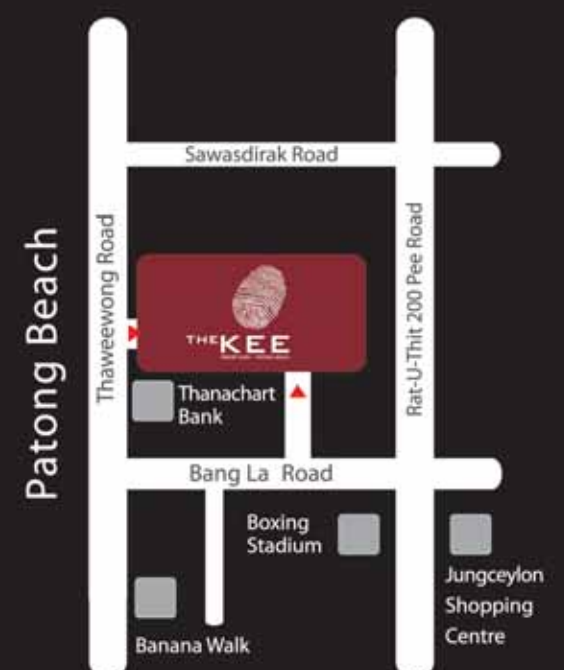 Sawasdirak Road
Patong Beach
Thaweewong Road
Rat-U-Thit 200 Pee Road
THE KEE
Thanachart
Bank
Bang La Road
Boxing
Stadium
Jungceylon
Shopping
Centre
Banana Walk